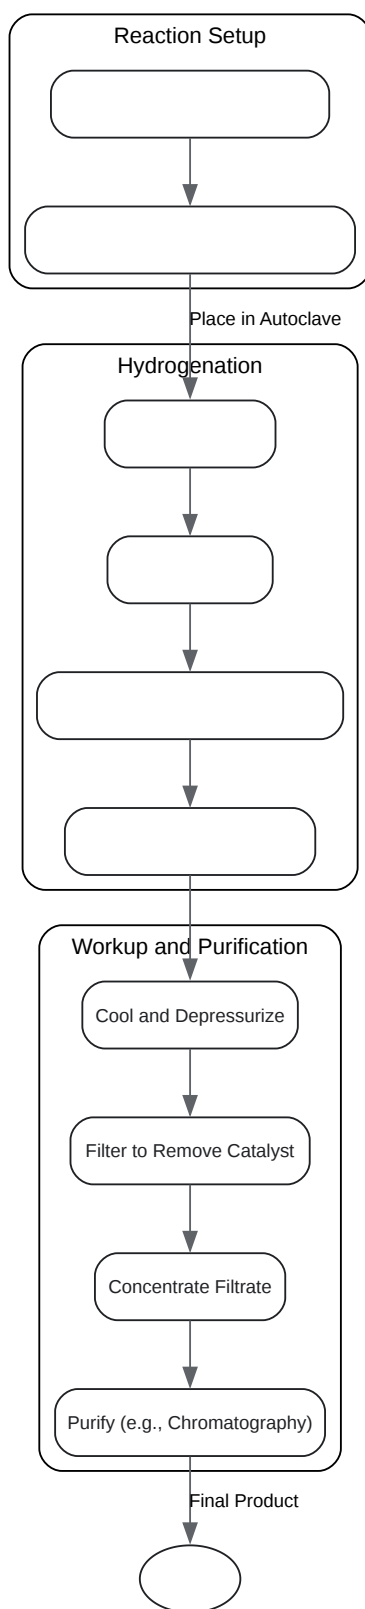 Reaction Setup
Place in Autoclave
Hydrogenation
Workup and Purification
Cool and Depressurize
Filter to Remove Catalyst
Concentrate Filtrate
Purify (e.g., Chromatography)
Final Product